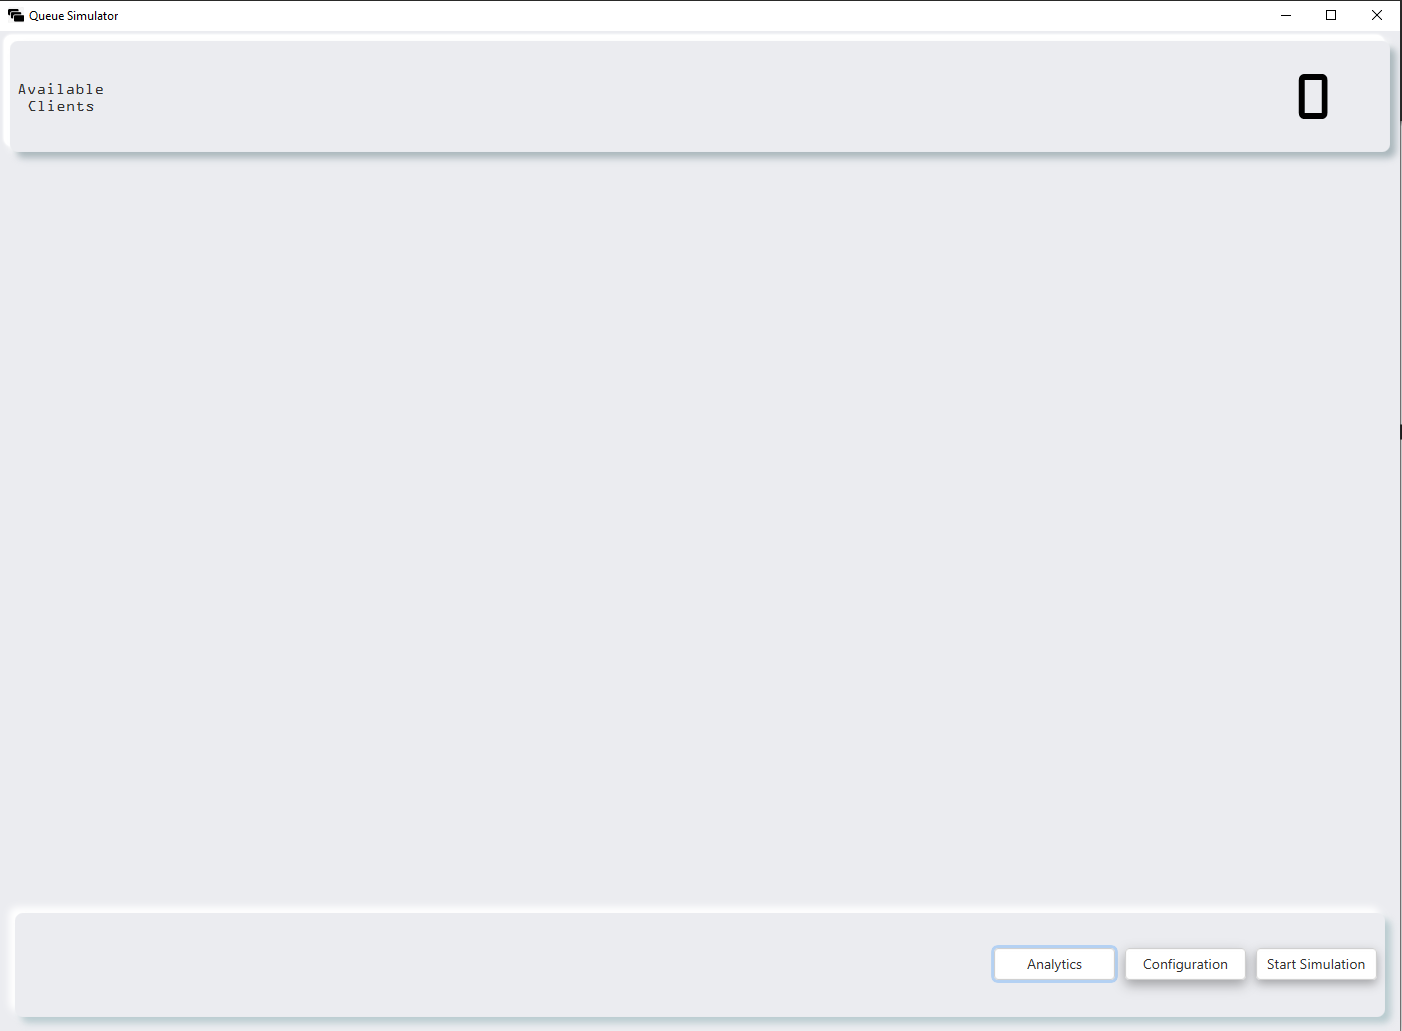 Queue Simulator
Available
Clients
0
Analytics
Configuration
Start Simulation